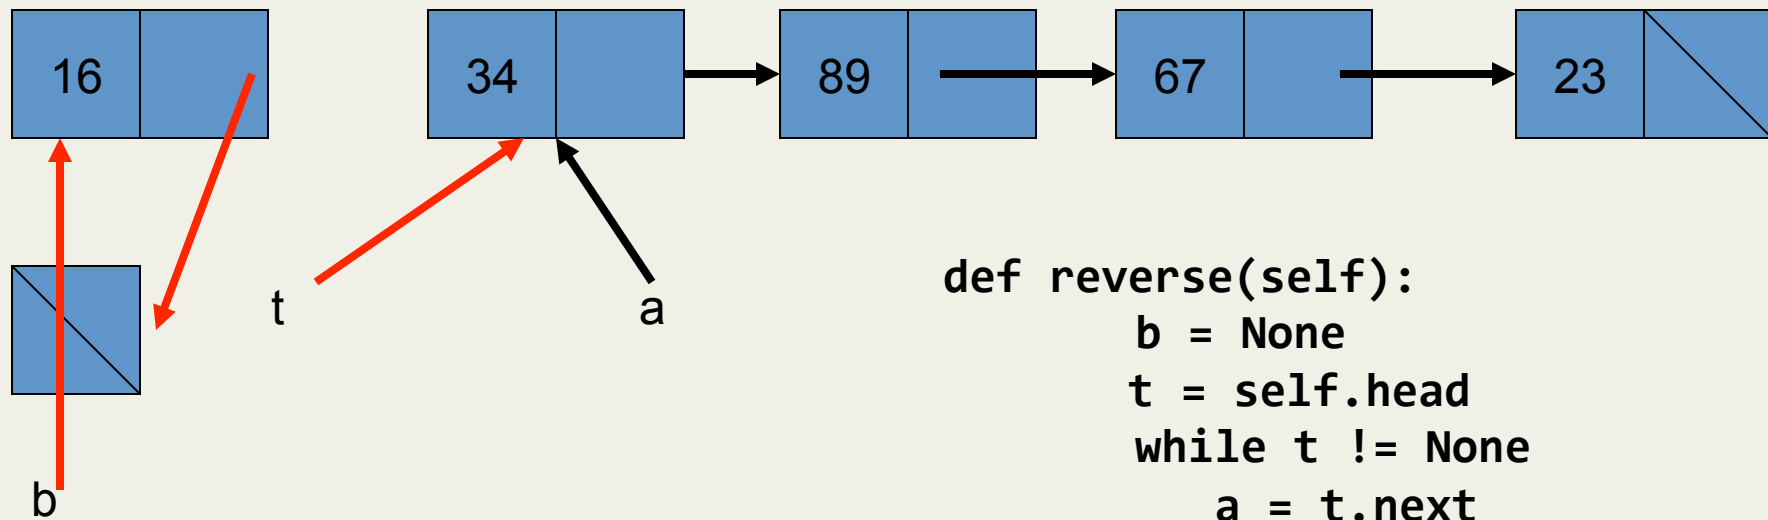 16 34 89 67 23
t a
b
def reverse(self):
b = None
t = self.head
while t != None
a = t.next